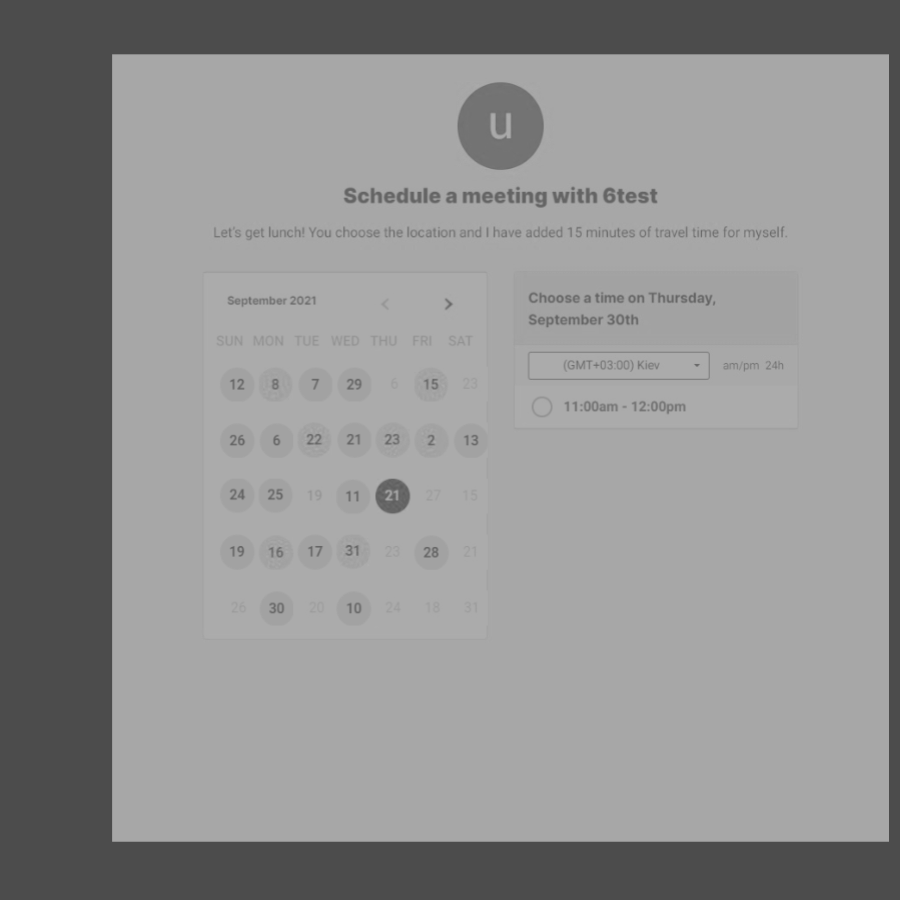 u
Schedule a meeting with 6test
Let's get lunch! You choose the location and I have added 15 minutes of travel time for myself.
September 2021
SUN MON TUE WED THU FRI SAT
12 8 7 29 6 15 23
26 6 22 21 23 2 13
24 25 19 11 21 27 15
19 16 17 31 23 28 21
26 30 20 10 24 18 31
Choose a time on Thursday,
September 30th
(GMT+03:00) Kiev am/pm 24h
11:00am - 12:00pm